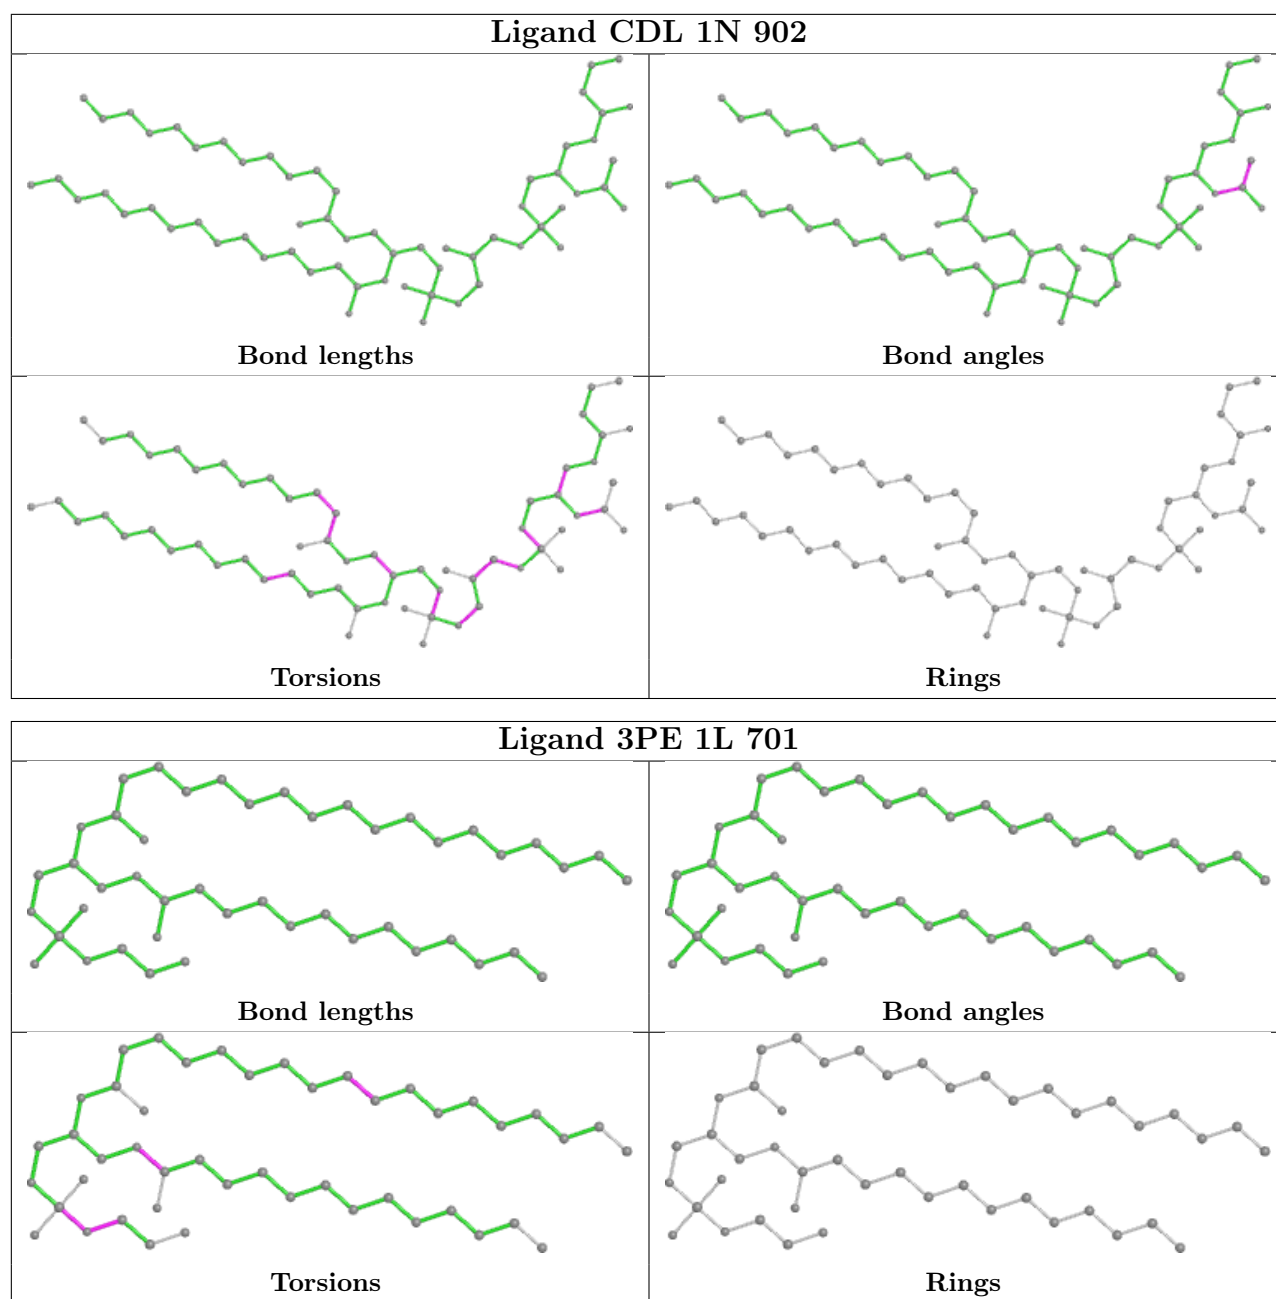 Ligand CDL 1N 902
Bond lengths
Bond angles
Torsions
Rings
Ligand 3PE 1L 701
Bond lengths
Bond angles
Torsions
Rings